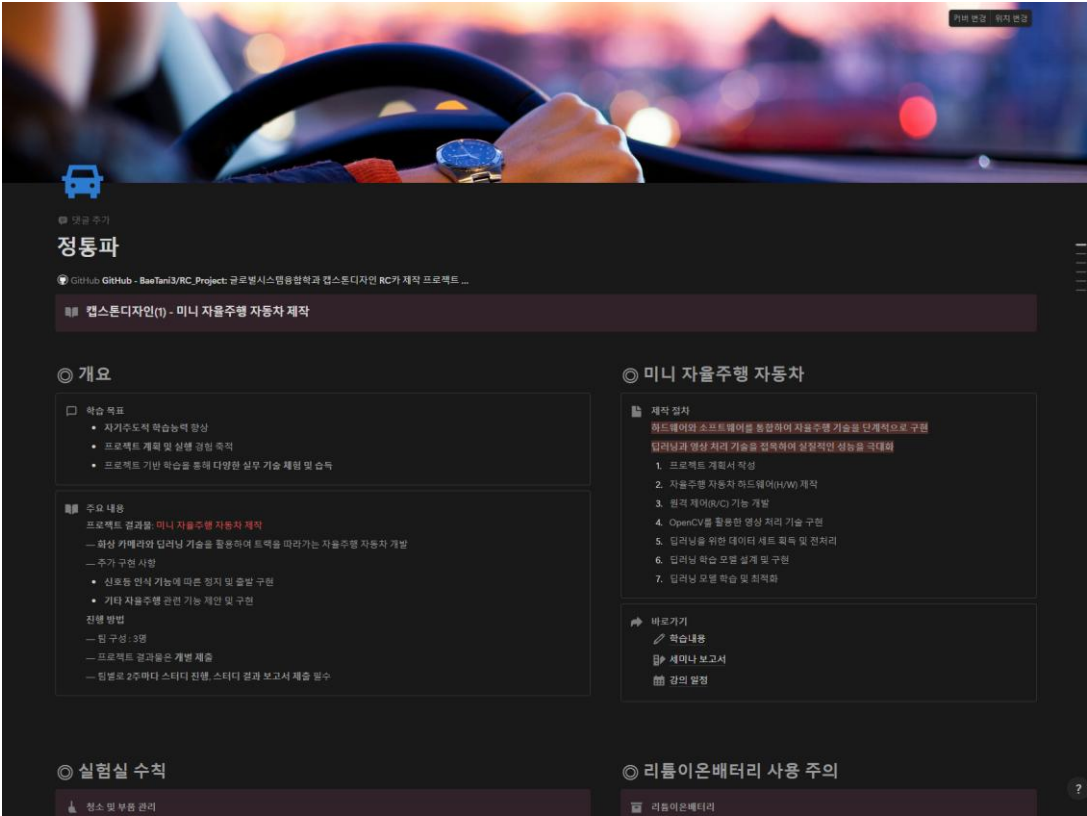 커버 변경 위치 변경
댓글 추가
정통파
GitHub GitHub - BaeTani3/RC_Project: 글로벌시스템융합학과 캡스톤디자인 RC카 제작 프로젝트 ...
캡스톤디자인(1) - 미니 자율주행 자동차 제작
◎ 개요
학습 목표
• 자기주도적 학습능력 향상
• 프로젝트 계획 및 실행 경험 축적
• 프로젝트 기반 학습을 통해 다양한 실무 기술 체험 및 습득
주요 내용
프로젝트 결과물: 미니 자율주행 자동차 제작
— 화상 카메라와 딥러닝 기술을 활용하여 트랙을 따라가는 자율주행 자동차 개발
— 추가 구현 사항
• 신호등 인식 기능에 따른 정지 및 출발 구현
• 기타 자율주행 관련 기능 제안 및 구현
진행 방법
— 팀 구성 : 3명
— 프로젝트 결과물은 개별 제출
— 팀별로 2주마다 스터디 진행, 스터디 결과 보고서 제출 필수
◎ 미니 자율주행 자동차
제작 절차
하드웨어와 소프트웨어를 통합하여 자율주행 기술을 단계적으로 구현
딥러닝과 영상 처리 기술을 접목하여 실질적인 성능을 극대화
1. 프로젝트 계획서 작성
2. 자율주행 자동차 하드웨어(H/W) 제작
3. 원격 제어(R/C) 기능 개발
4. OpenCV를 활용한 영상 처리 기술 구현
5. 딥러닝을 위한 데이터 세트 획득 및 전처리
6. 딥러닝 학습 모델 설계 및 구현
7. 딥러닝 모델 학습 및 최적화
바로가기
학습내용
세미나 보고서
강의 일정
◎ 실험실 수칙
청소 및 부품 관리
◎ 리튬이온배터리 사용 주의
리튬이온배터리
?